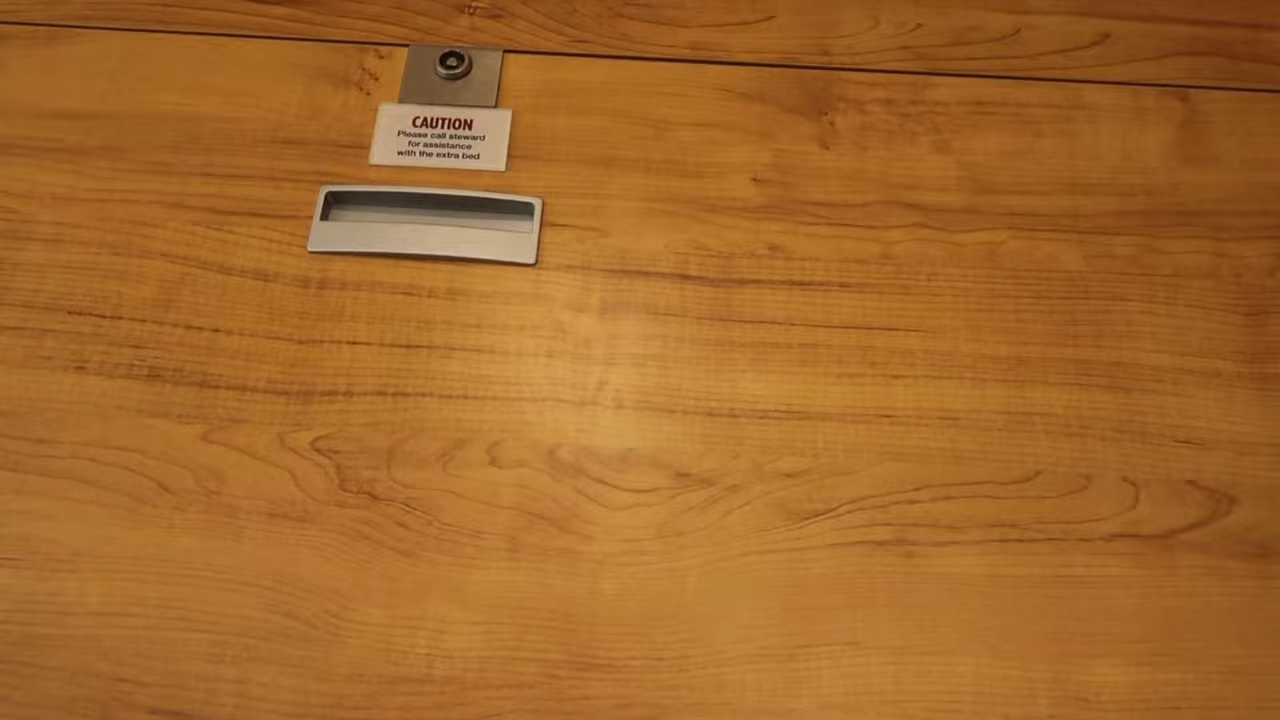 CAUTION
Please call steward
for assistance
with the extra bed